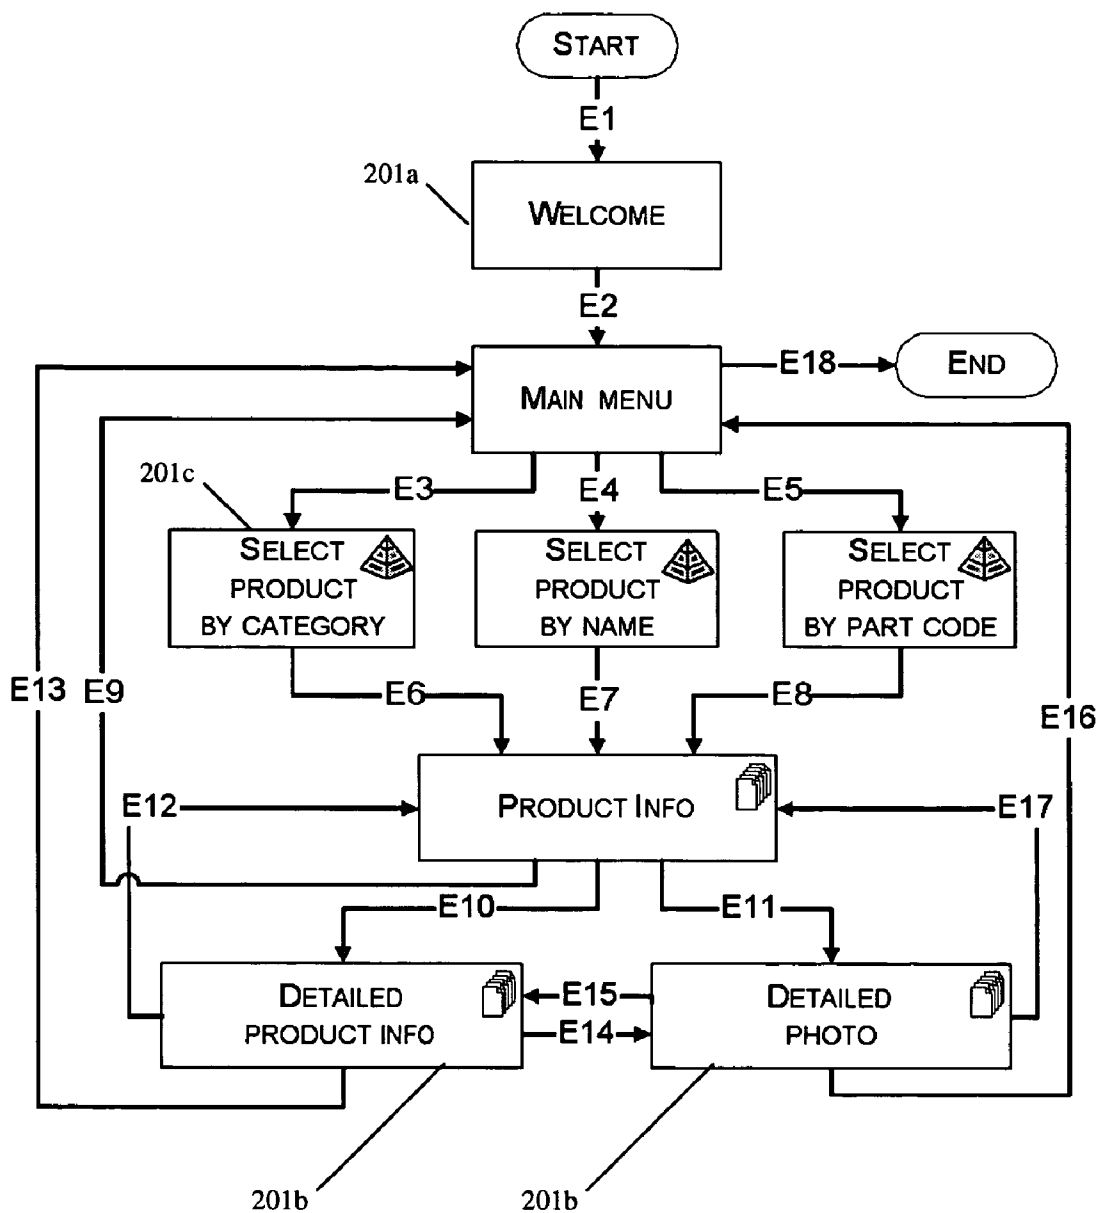 START
E1
201a
WELCOME
E2
E18
END
MAIN MENU
201c
E3
E4
E5
SELECT
PRODUCT
BY CATEGORY
SELECT
PRODUCT
BY NAME
SELECT
PRODUCT
BY PART CODE
E13
E9
E6
E7
E8
E16
E12
PRODUCT INFO
E17
E10
E11
DETAILED
PRODUCT INFO
E15
E14
DETAILED
PHOTO
201b
201b